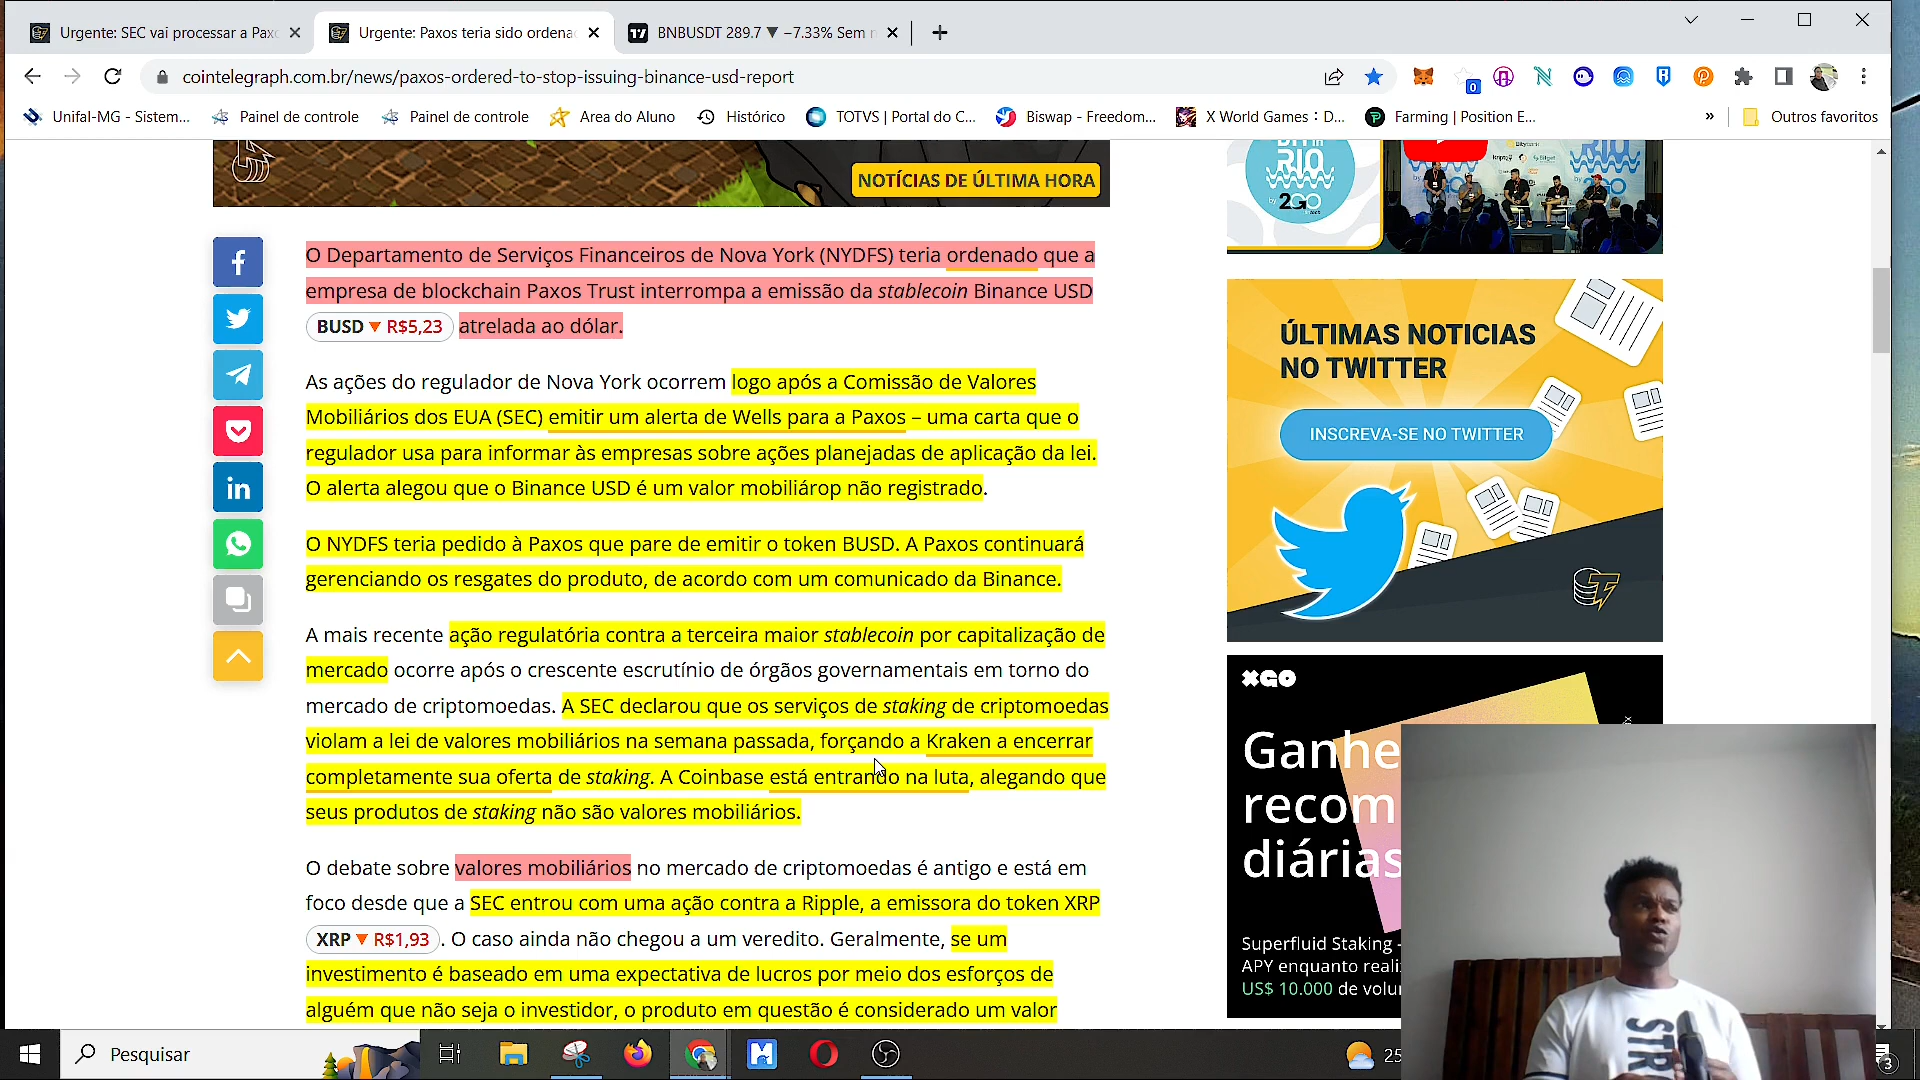 Urgente: SEC vai processar a Pax
Urgente: Paxos teria sido ordena
BNBUSDT 289.7 ▼ −7.33% Sem n
cointelegraph.com.br/news/paxos-ordered-to-stop-issuing-binance-usd-report
0
Unifal-MG - Sistem...
Painel de controle
Painel de controle
Area do Aluno
Histórico
TOTVS | Portal do C...
Biswap - Freedom...
X World Games : D...
Farming | Position E...
»
Outros favoritos
NOTÍCIAS DE ÚLTIMA HORA
RIO
by 2GO
O Departamento de Serviços Financeiros de Nova York (NYDFS) teria ordenado que a
empresa de blockchain Paxos Trust interrompa a emissão da stablecoin Binance USD
BUSD ▼ R$5,23 atrelada ao dólar.
As ações do regulador de Nova York ocorrem logo após a Comissão de Valores
Mobiliários dos EUA (SEC) emitir um alerta de Wells para a Paxos – uma carta que o
regulador usa para informar às empresas sobre ações planejadas de aplicação da lei.
O alerta alegou que o Binance USD é um valor mobiliárop não registrado.
O NYDFS teria pedido à Paxos que pare de emitir o token BUSD. A Paxos continuará
gerenciando os resgates do produto, de acordo com um comunicado da Binance.
A mais recente ação regulatória contra a terceira maior stablecoin por capitalização de
mercado ocorre após o crescente escrutínio de órgãos governamentais em torno do
mercado de criptomoedas. A SEC declarou que os serviços de staking de criptomoedas
violam a lei de valores mobiliários na semana passada, forçando a Kraken a encerrar
completamente sua oferta de staking. A Coinbase está entrando na luta, alegando que
seus produtos de staking não são valores mobiliários.
O debate sobre valores mobiliários no mercado de criptomoedas é antigo e está em
foco desde que a SEC entrou com uma ação contra a Ripple, a emissora do token XRP
XRP ▼ R$1,93 . O caso ainda não chegou a um veredito. Geralmente, se um
investimento é baseado em uma expectativa de lucros por meio dos esforços de
alguém que não seja o investidor, o produto em questão é considerado um valor
ÚLTIMAS NOTICIAS
NO TWITTER
INSCREVA-SE NO TWITTER
XGO
Ganhe
recom
diárias
Superfluid Staking -
APY enquanto reali
US$ 10.000 de volu
STR
Pesquisar
25
3